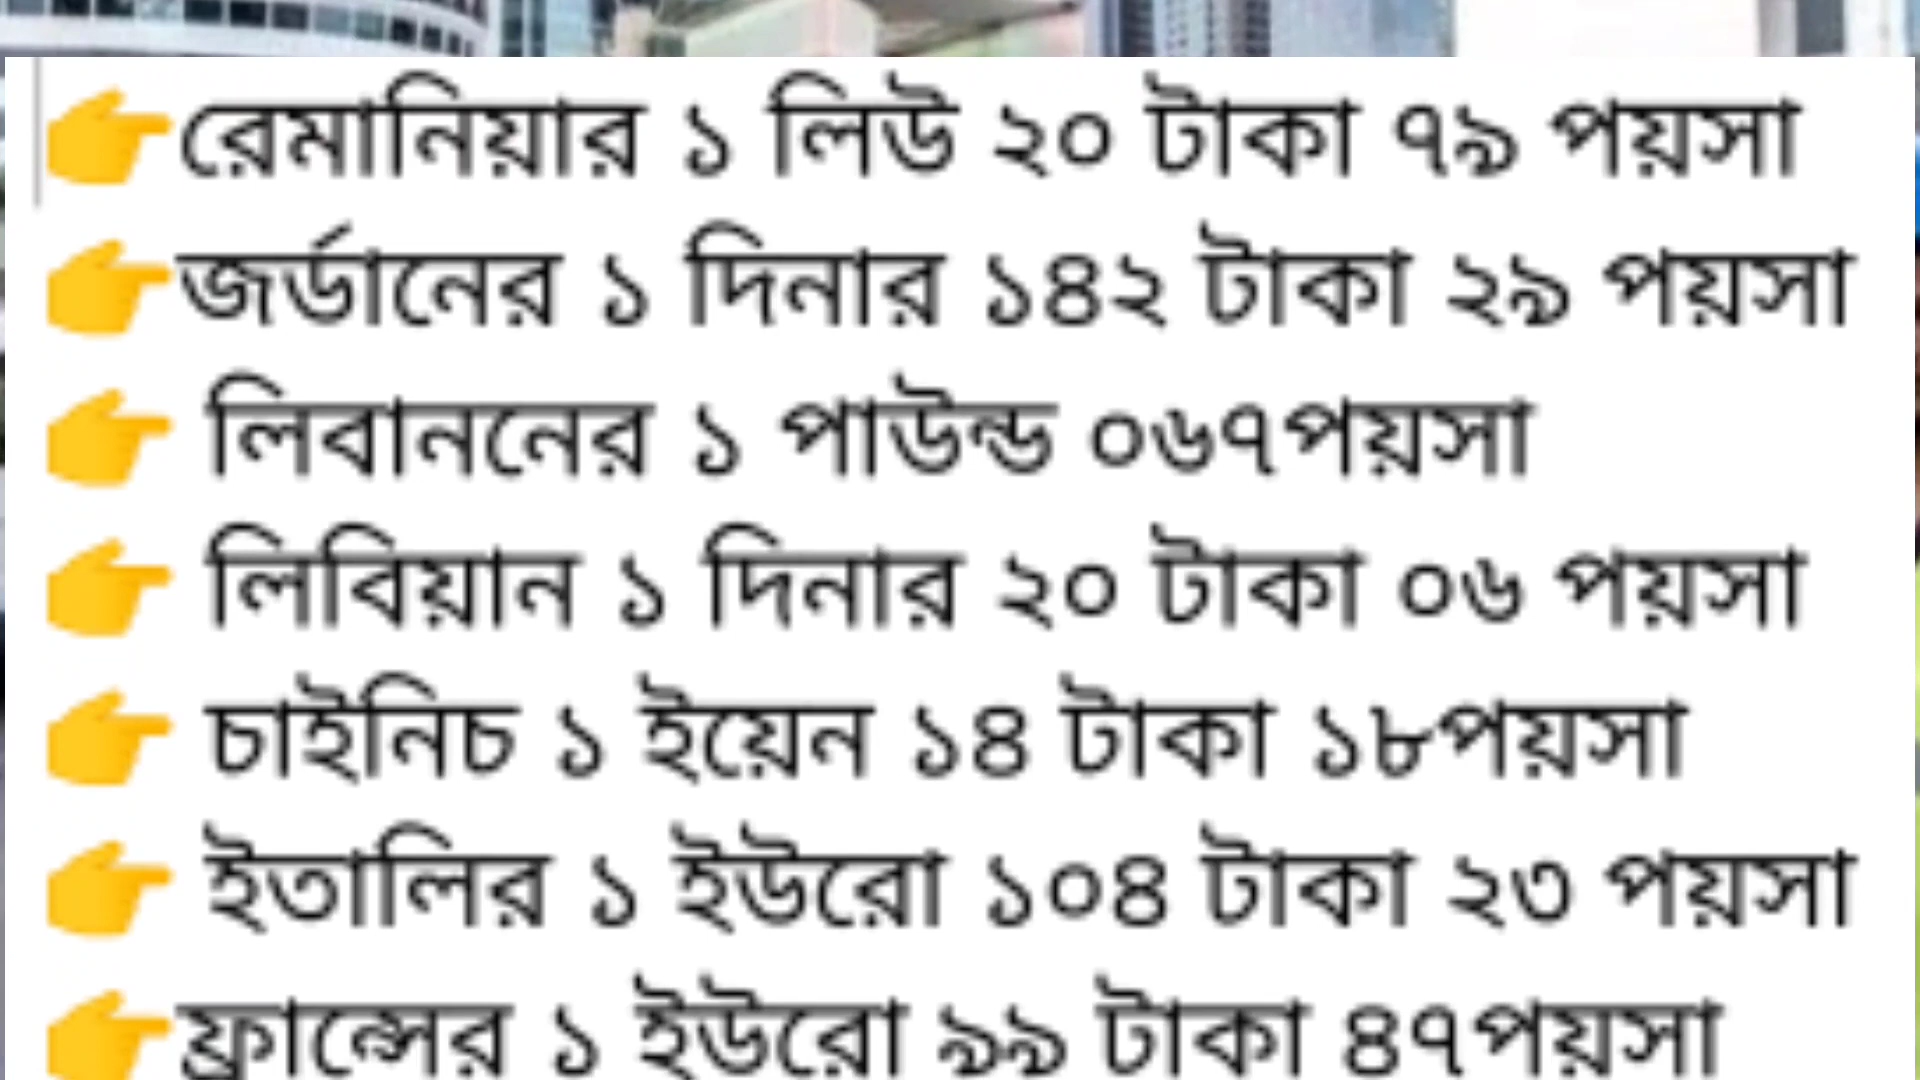 👉রেমানিয়ার ১ লিউ ২০ টাকা ৭৯ পয়সা
👉জর্ডানের ১ দিনার ১৪২ টাকা ২৯ পয়সা
👉 লিবাননের ১ পাউন্ড ০৬৭পয়সা
👉 লিবিয়ান ১ দিনার ২০ টাকা ০৬ পয়সা
👉 চাইনিচ ১ ইয়েন ১৪ টাকা ১৮পয়সা
👉 ইতালির ১ ইউরো ১০৪ টাকা ২৩ পয়সা
👉ফ্রান্সের ১ ইউরো ৯৯ টাকা ৪৭পয়সা